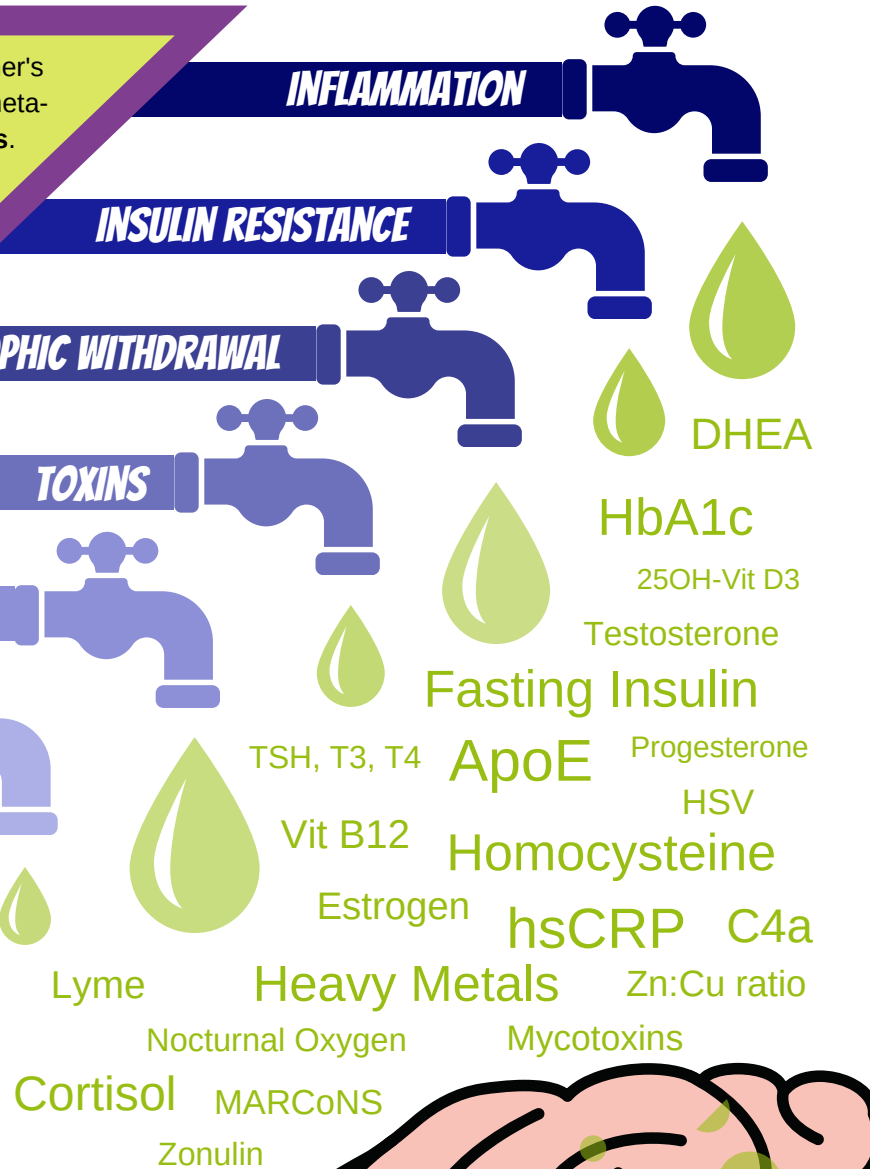 er's
neta-
s.
INFLAMMATION
INSULIN RESISTANCE
PHIC WITHDRAWAL
TOXINS
DHEA
HbA1c
25OH-Vit D3
Testosterone
Fasting Insulin
TSH, T3, T4 ApoE Progesterone
HSV
Vit B12 Homocysteine
Estrogen hsCRP C4a
Lyme Heavy Metals Zn:Cu ratio
Nocturnal Oxygen Mycotoxins
Cortisol MARCoNS
Zonulin